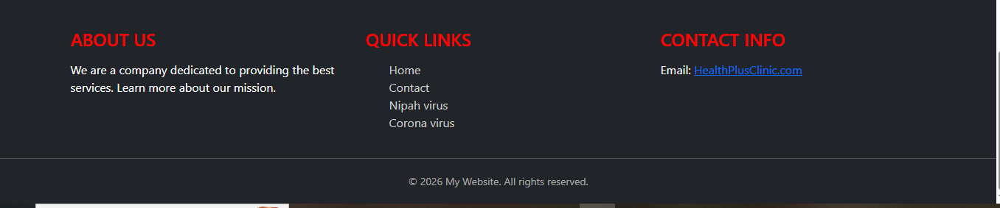 ABOUT US
We are a company dedicated to providing the best
services. Learn more about our mission.
QUICK LINKS
Home
Contact
Nipah virus
Corona virus
CONTACT INFO
Email: HealthPlusClinic.com
© 2026 My Website. All rights reserved.